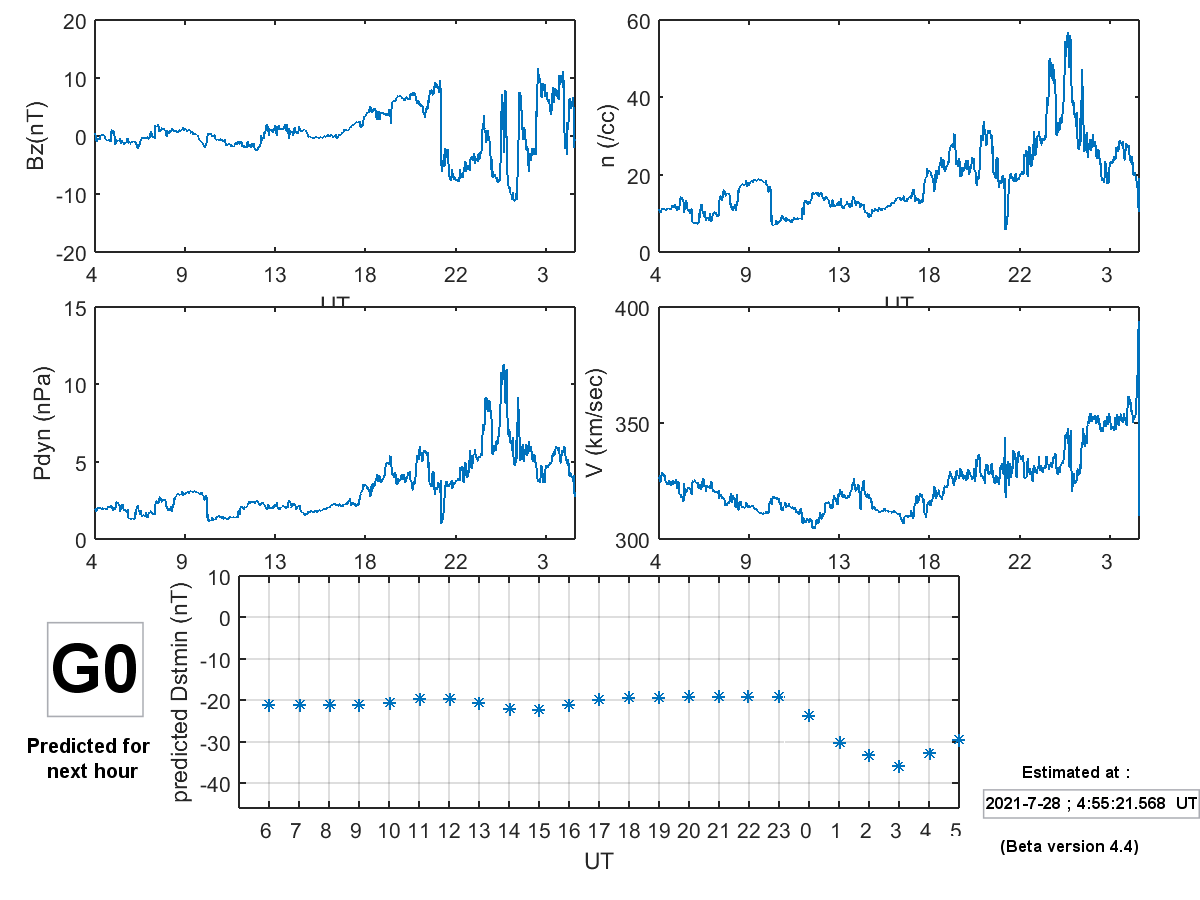 20
10
0
-10
-20
Bz(nT)
4 9 13 18 22 3
UT
60
40
20
0
n (/cc)
4 9 13 18 22 3
UT
15
10
5
0
Pdyn (nPa)
4 9 13 18 22 3
400
350
300
V (km/sec)
4 9 13 18 22 3
G0
Predicted for
next hour
10
0
-10
-20
-30
-40
predicted Dstmin (nT)
6 7 8 9 10 11 12 13 14 15 16 17 18 19 20 21 22 23 0 1 2 3 4 5
UT
Estimated at :
2021-7-28 ; 4:55:21.568 UT
(Beta version 4.4)